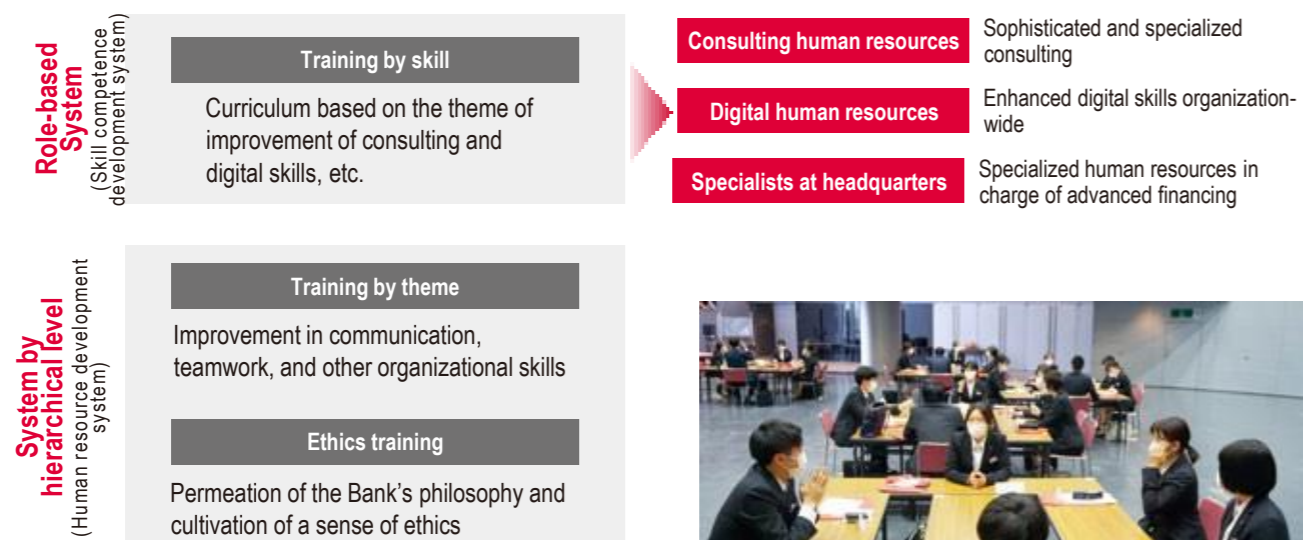 Role-based
System
(Skill competence
development system)
Training by skill
Curriculum based on the theme of
improvement of consulting and
digital skills, etc.
Consulting human resources
Sophisticated and specialized
consulting
Digital human resources
Enhanced digital skills organization-
wide
Specialists at headquarters
Specialized human resources in
charge of advanced financing
System by
hierarchical level
(Human resource development
system)
Training by theme
Improvement in communication,
teamwork, and other organizational skills
Ethics training
Permeation of the Bank's philosophy and
cultivation of a sense of ethics